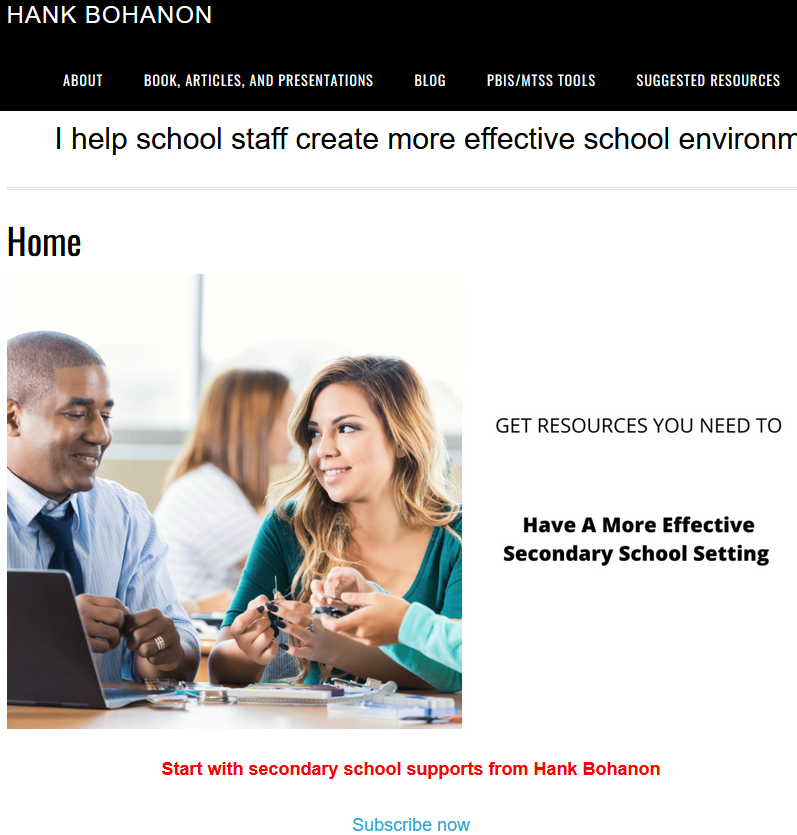 HANK BOHANON
ABOUT BOOK, ARTICLES, AND PRESENTATIONS BLOG PBIS/MTSS TOOLS SUGGESTED RESOURCES
I help school staff create more effective school
Home
GET RESOURCES YOU NEED TO
Have A More Effective
Secondary School Setting
Start with secondary school supports from Hank Bohanon
Subscribe now